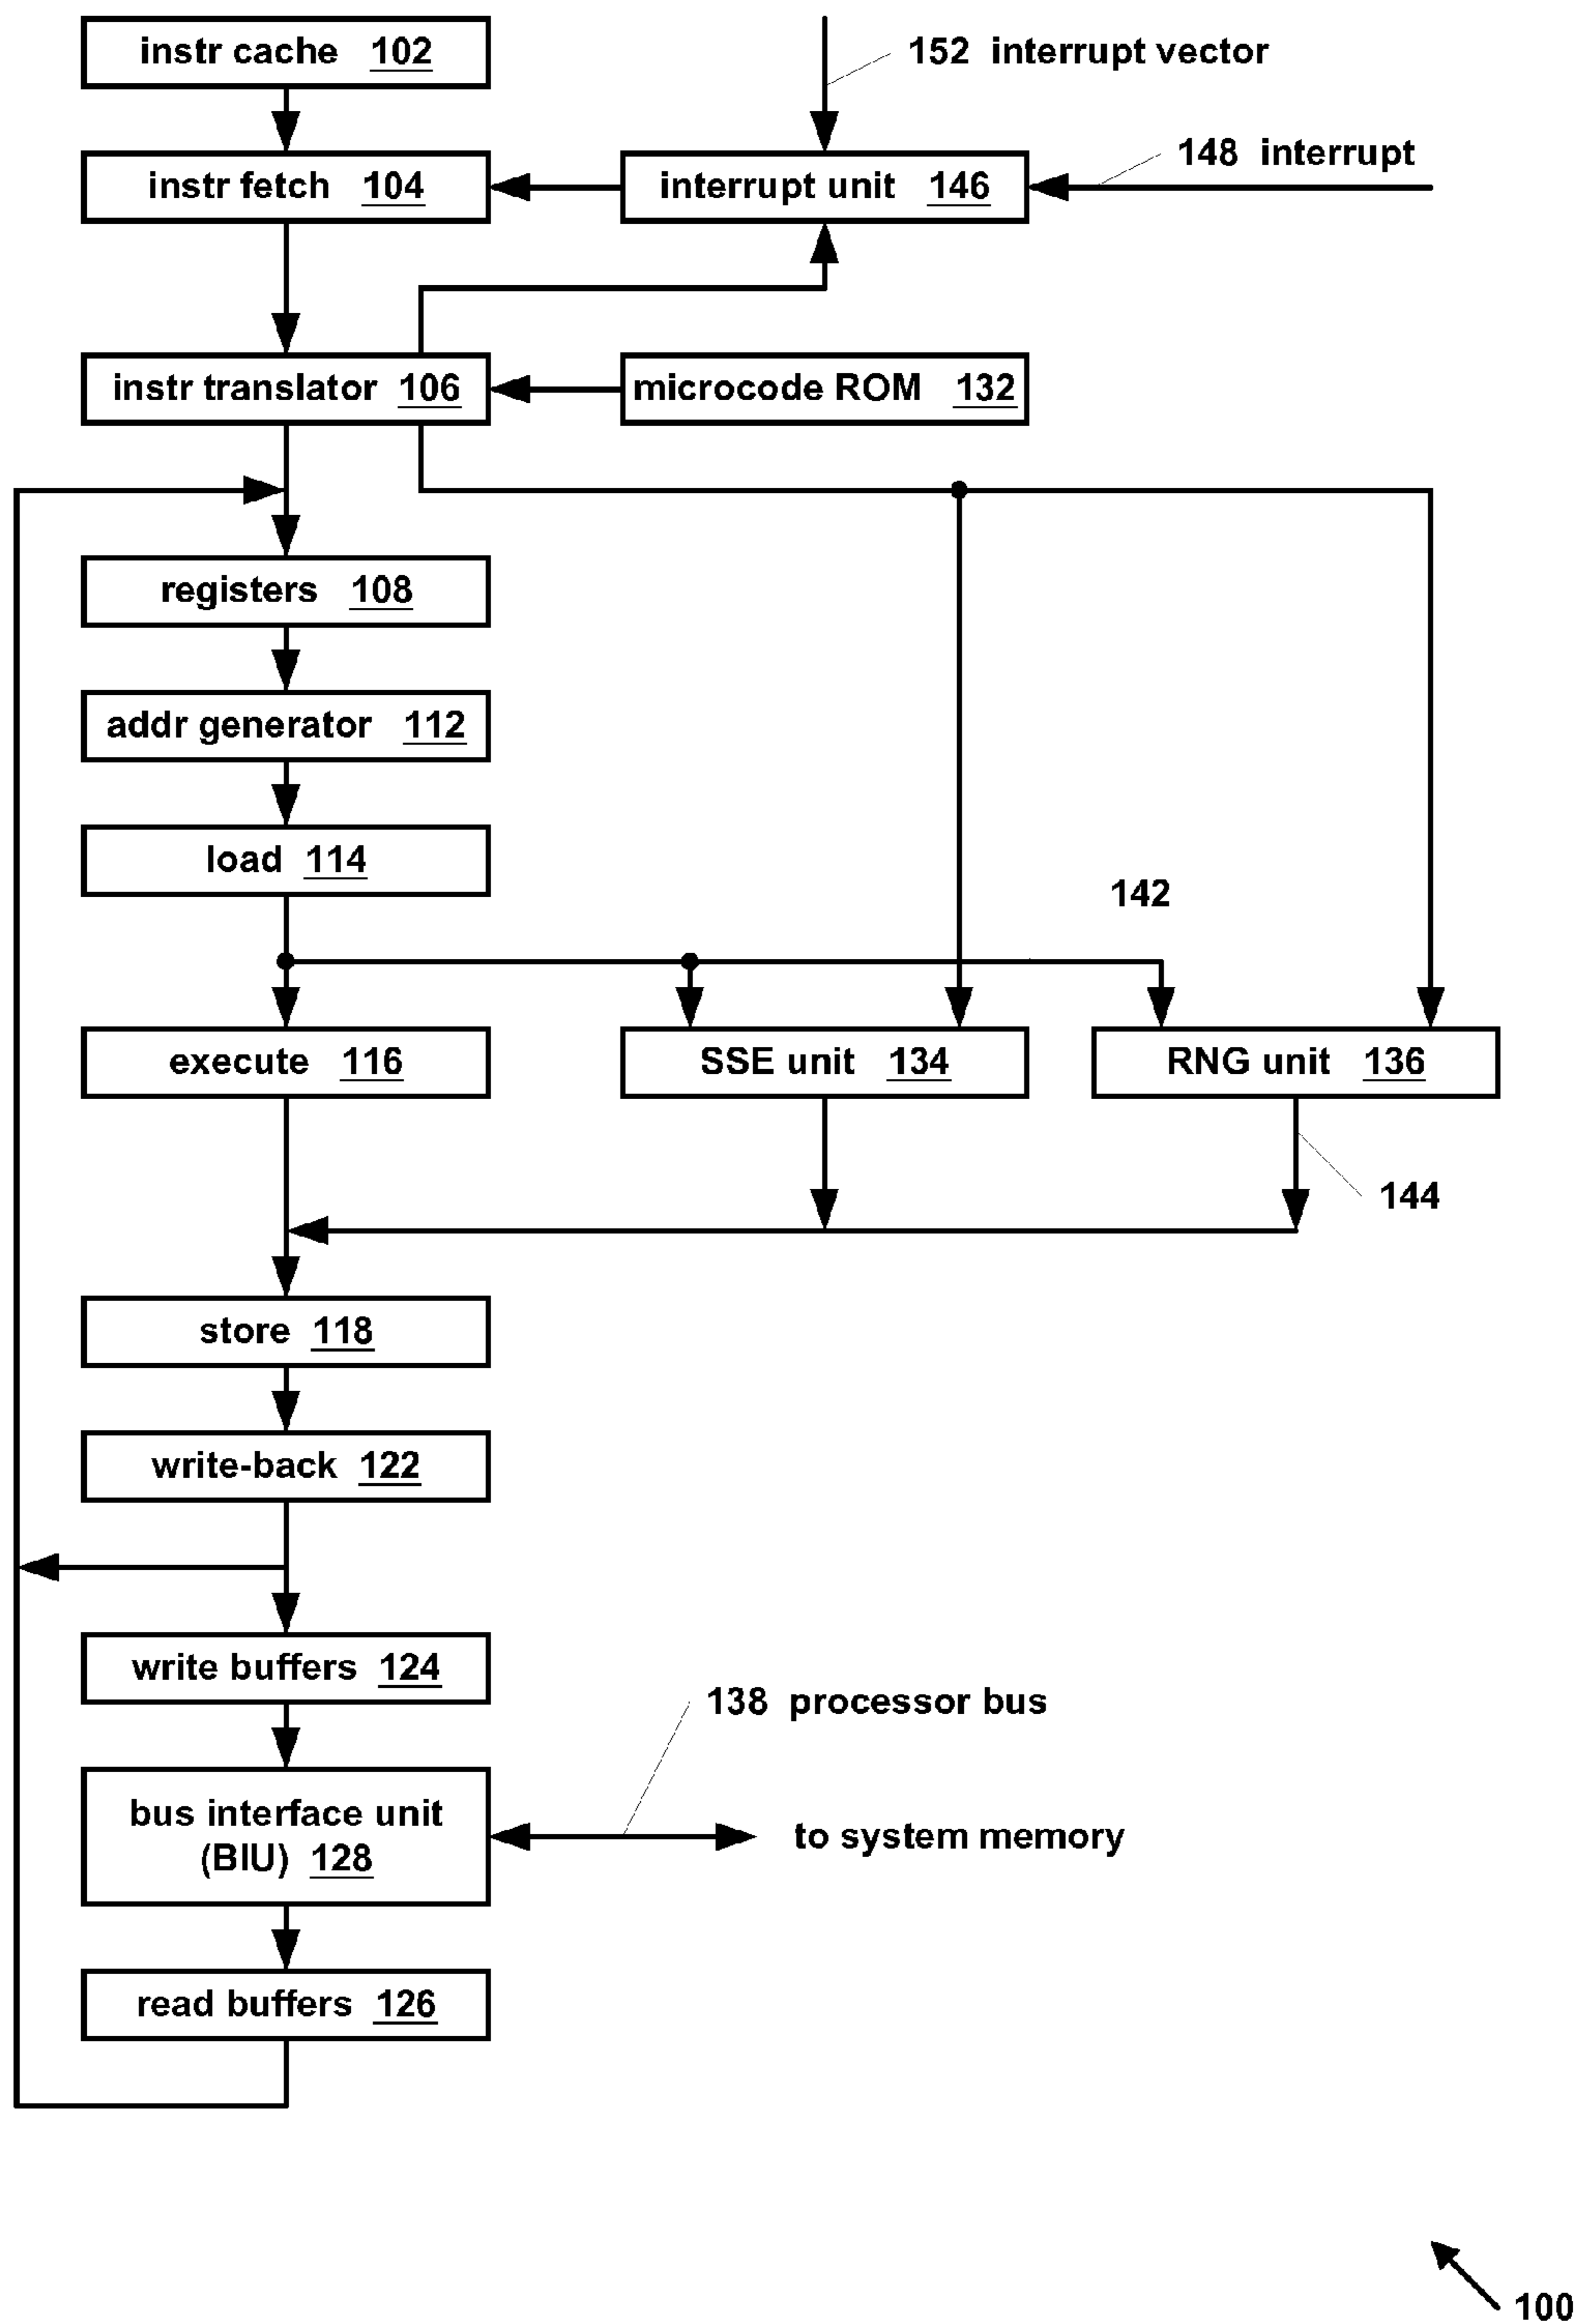 instr cache 102
152 interrupt vector
148 interrupt
instr fetch 104
interrupt unit 146
instr translator 106
microcode ROM 132
registers 108
addr generator 112
load 114
142
execute 116
SSE unit 134
RNG unit 136
144
store 118
write-back 122
write buffers 124
138 processor bus
bus interface unit
(BIU) 128
to system memory
read buffers 126
100